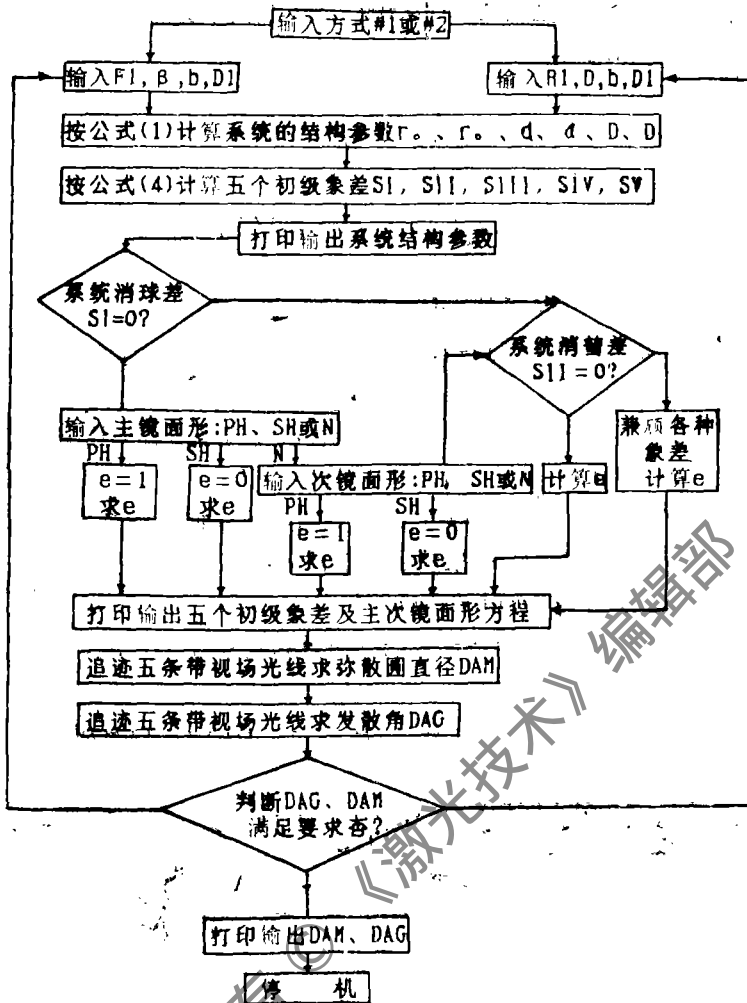 输入方式#1或#2
输入F1, β, b, D1
输入R1, D, b, D1
按公式(1)计算系统的结构参数r。、r。、d、d、D、D
按公式(4)计算五个初级象差SI, SII, SIII, SIV, SV
打印输出系统结构参数
系统消球差
SI=0?
系统消彗差
SII=0?
输入主镜面形:PH、SH或N
PH
SH
N
e=1
求e
e=0
求e
输入次镜面形:PH, SH或N
PH
SH
e=1
求e
e=0
求e
计算e
兼顾各种
象差
计算e
打印输出五个初级象差及主次镜面形方程
追迹五条带视场光线求弥散圆直径DAM
追迹五条带视场光线求发散角DAG
判断DAG、DAM
满足要求否?
打印输出DAM、DAG
停 机
©《激光技术》编辑部